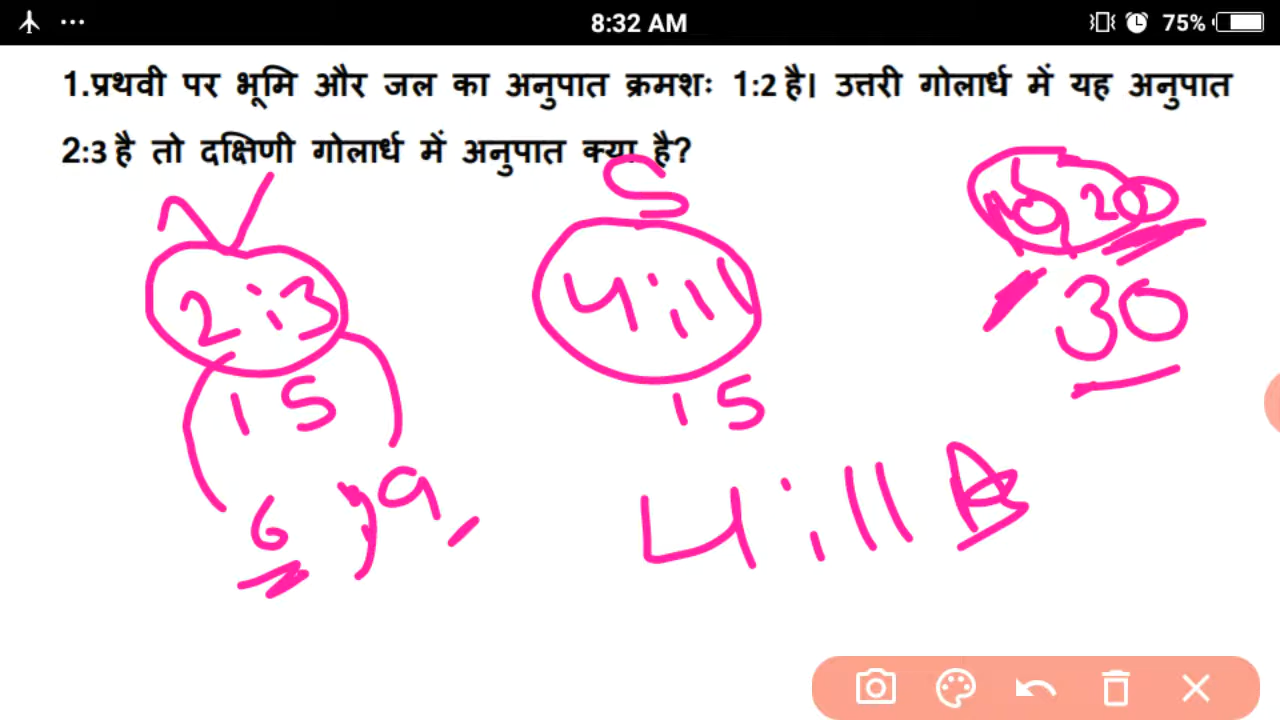 8:32 AM
75%
1.प्रथवी पर भूमि और जल का अनुपात क्रमशः 1:2 है। उत्तरी गोलार्ध में यह अनुपात
2:3 है तो दक्षिणी गोलार्ध में अनुपात क्या है?
N S
2:3 4:11 10, 20
30
15 15
6 : 9, 4:11 A